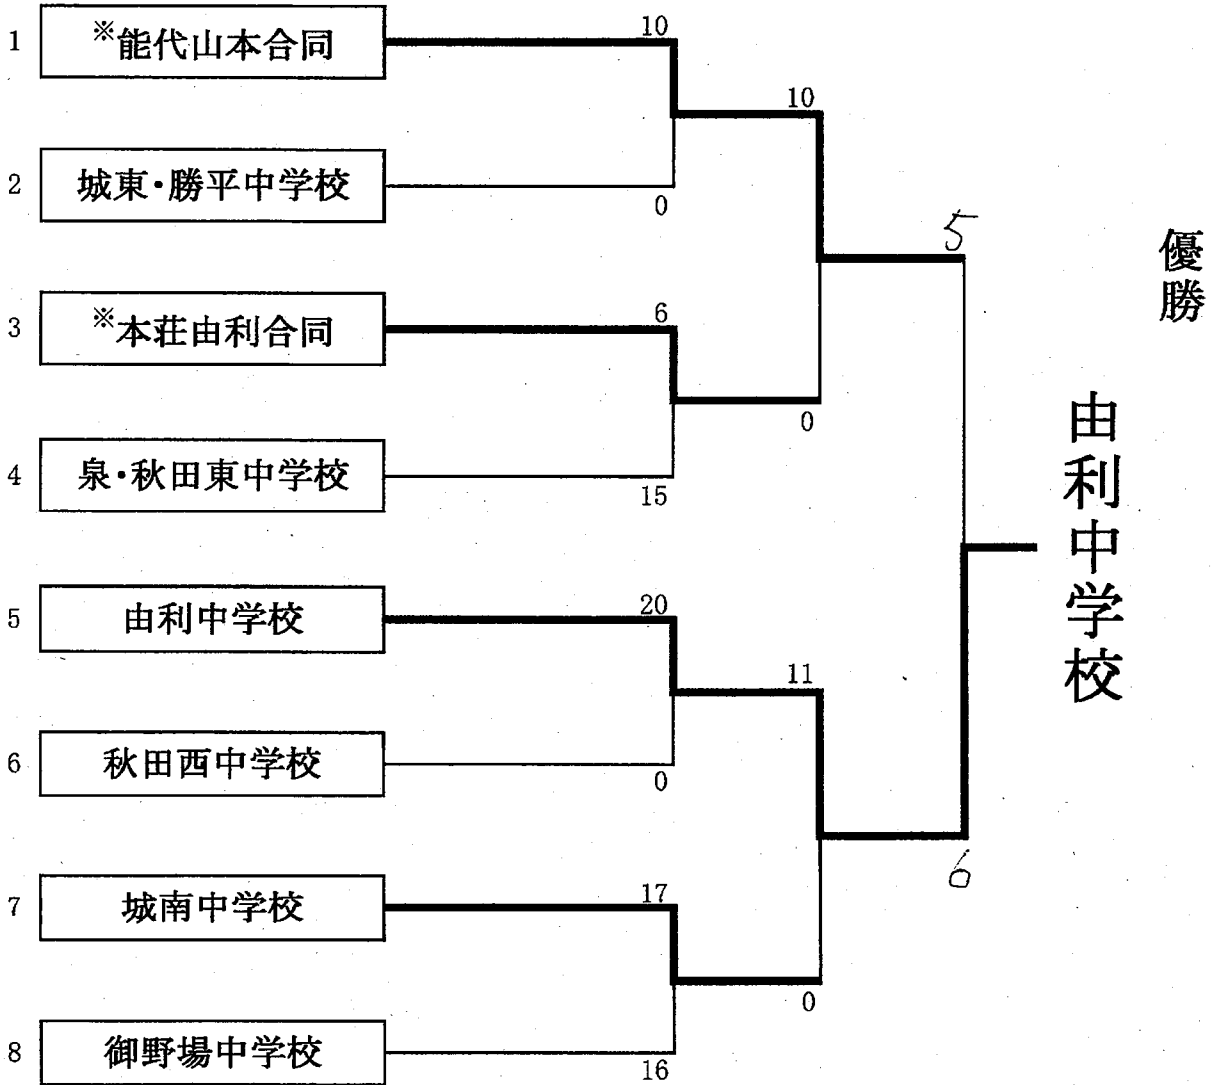 1 ※能代山本合同 10
10
2 城東・勝平中学校 0
5
優勝
3 ※本荘由利合同 6
0
4 泉・秋田東中学校 15
由利中学校
5 由利中学校 20
11
6 秋田西中学校 0
6
7 城南中学校 17
0
8 御野場中学校 16